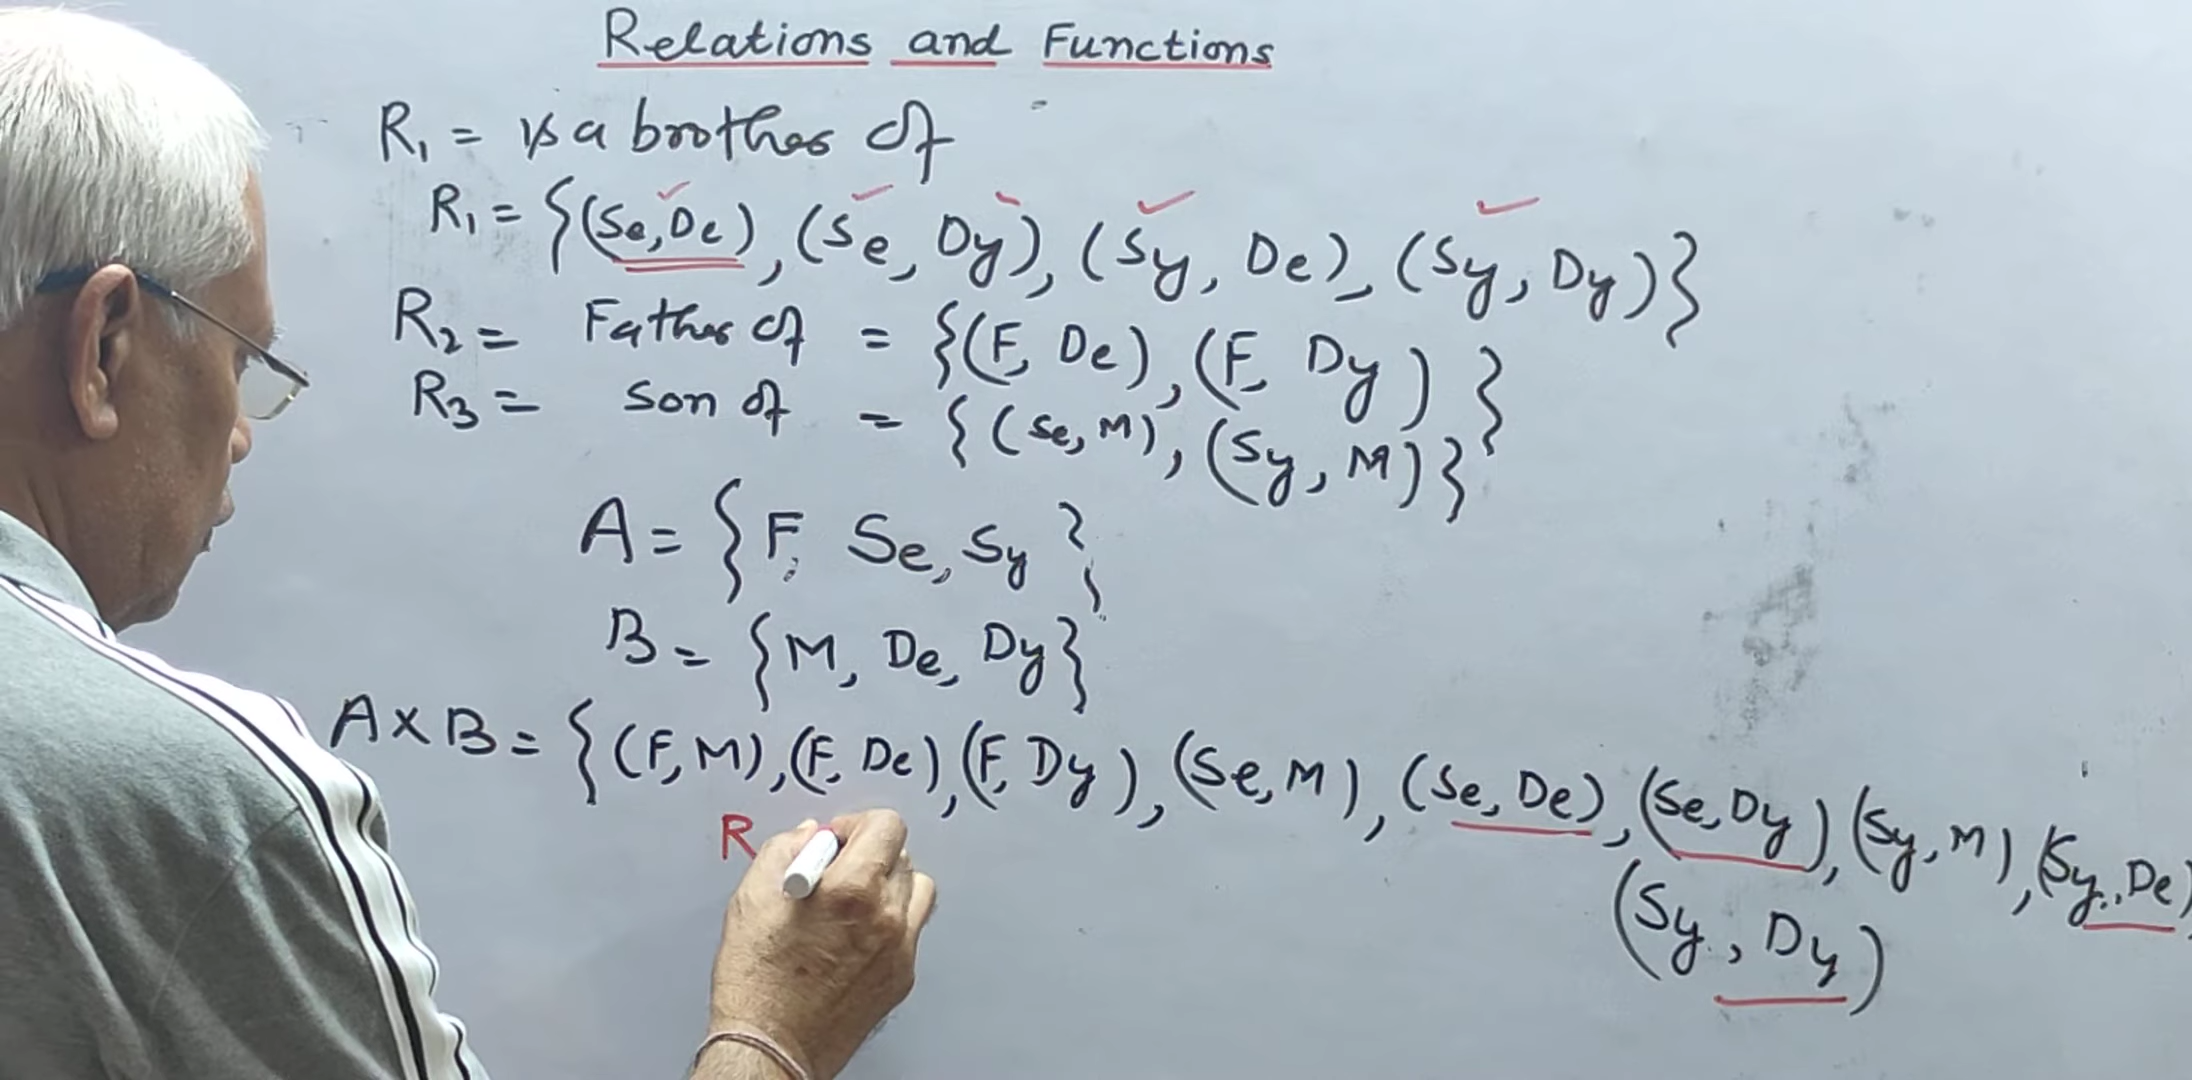 Relations and Functions
R₁ = is a brother of
R₁ = {(Se, De), (Se, Dy), (Sy, De), (Sy, Dy)}
R₂ = Father of = {(F, De), (F, Dy)}
R₃ = son of = {(Se, M), (Sy, M)}
A = {F, Se, Sy}
B = {M, De, Dy}
A × B = {(F, M), (F, De), (F, Dy), (Se, M), (Se, De), (Se, Dy), (Sy, M), (Sy, De),
(Sy, Dy)
R